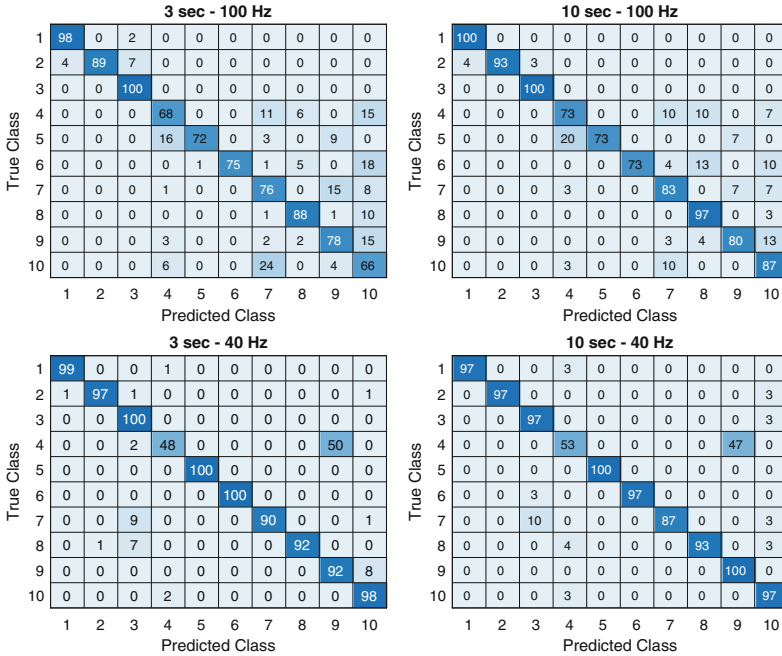 3 sec - 100 Hz
1 98 0 2 0 0 0 0 0 0 0
2 4 89 7 0 0 0 0 0 0 0
3 0 0 100 0 0 0 0 0 0 0
4 0 0 0 68 0 0 11 6 0 15
5 0 0 0 16 72 0 3 0 9 0
6 0 0 0 0 1 75 1 5 0 18
7 0 0 0 1 0 0 76 0 15 8
8 0 0 0 0 0 0 1 88 1 10
9 0 0 0 3 0 0 2 2 78 15
10 0 0 0 6 0 0 24 0 4 66
1 2 3 4 5 6 7 8 9 10
Predicted Class
True Class
10 sec - 100 Hz
1 100 0 0 0 0 0 0 0 0 0
2 4 93 3 0 0 0 0 0 0 0
3 0 0 100 0 0 0 0 0 0 0
4 0 0 0 73 0 0 10 10 0 7
5 0 0 0 20 73 0 0 0 7 0
6 0 0 0 0 0 73 4 13 0 10
7 0 0 0 3 0 0 83 0 7 7
8 0 0 0 0 0 0 0 97 0 3
9 0 0 0 0 0 0 3 4 80 13
10 0 0 0 3 0 0 10 0 0 87
1 2 3 4 5 6 7 8 9 10
Predicted Class
True Class
3 sec - 40 Hz
1 99 0 0 1 0 0 0 0 0 0
2 1 97 1 0 0 0 0 0 0 1
3 0 0 100 0 0 0 0 0 0 0
4 0 0 2 48 0 0 0 0 50 0
5 0 0 0 0 100 0 0 0 0 0
6 0 0 0 0 0 100 0 0 0 0
7 0 0 9 0 0 0 90 0 0 1
8 0 1 7 0 0 0 0 92 0 0
9 0 0 0 0 0 0 0 0 92 8
10 0 0 0 2 0 0 0 0 0 98
1 2 3 4 5 6 7 8 9 10
Predicted Class
True Class
10 sec - 40 Hz
1 97 0 0 3 0 0 0 0 0 0
2 0 97 0 0 0 0 0 0 0 3
3 0 0 97 0 0 0 0 0 0 3
4 0 0 0 53 0 0 0 0 47 0
5 0 0 0 0 100 0 0 0 0 0
6 0 0 3 0 0 97 0 0 0 0
7 0 0 10 0 0 0 87 0 0 3
8 0 0 0 4 0 0 0 93 0 3
9 0 0 0 0 0 0 0 0 100 0
10 0 0 0 3 0 0 0 0 0 97
1 2 3 4 5 6 7 8 9 10
Predicted Class
True Class